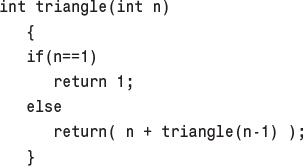 int triangle(int n)
   {
   if(n==1)
      return 1;
   else
      return( n + triangle(n-1) );
   }